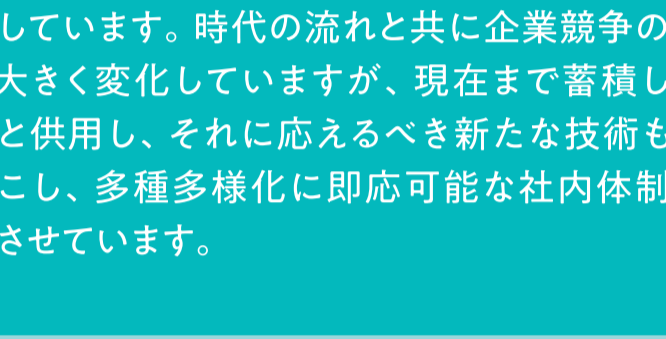 しています。時代の流れと共に企業競争の
大きく変化していますが、現在まで蓄積し
と供用し、それに応えるべき新たな技術も
こし、多種多様化に即応可能な社内体制
させています。